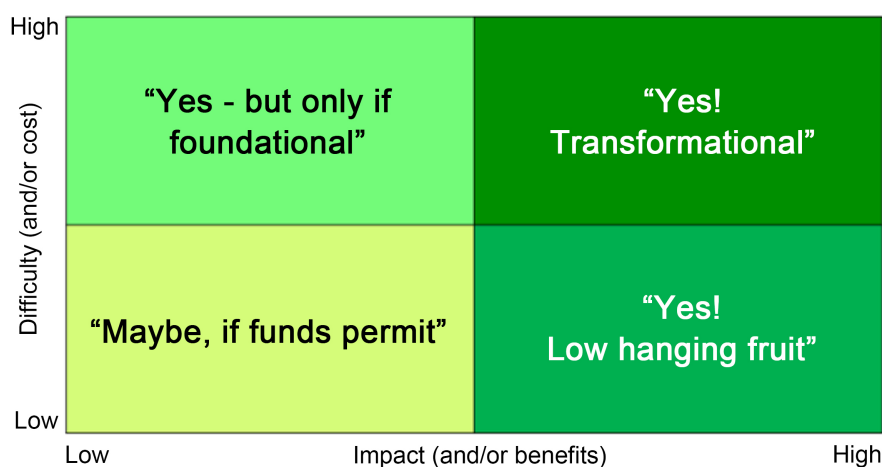 High
“Yes - but only if
foundational”
“Yes!
Transformational”
Difficulty (and/or cost)
“Maybe, if funds permit”
“Yes!
Low hanging fruit”
Low
Low
Impact (and/or benefits)
High